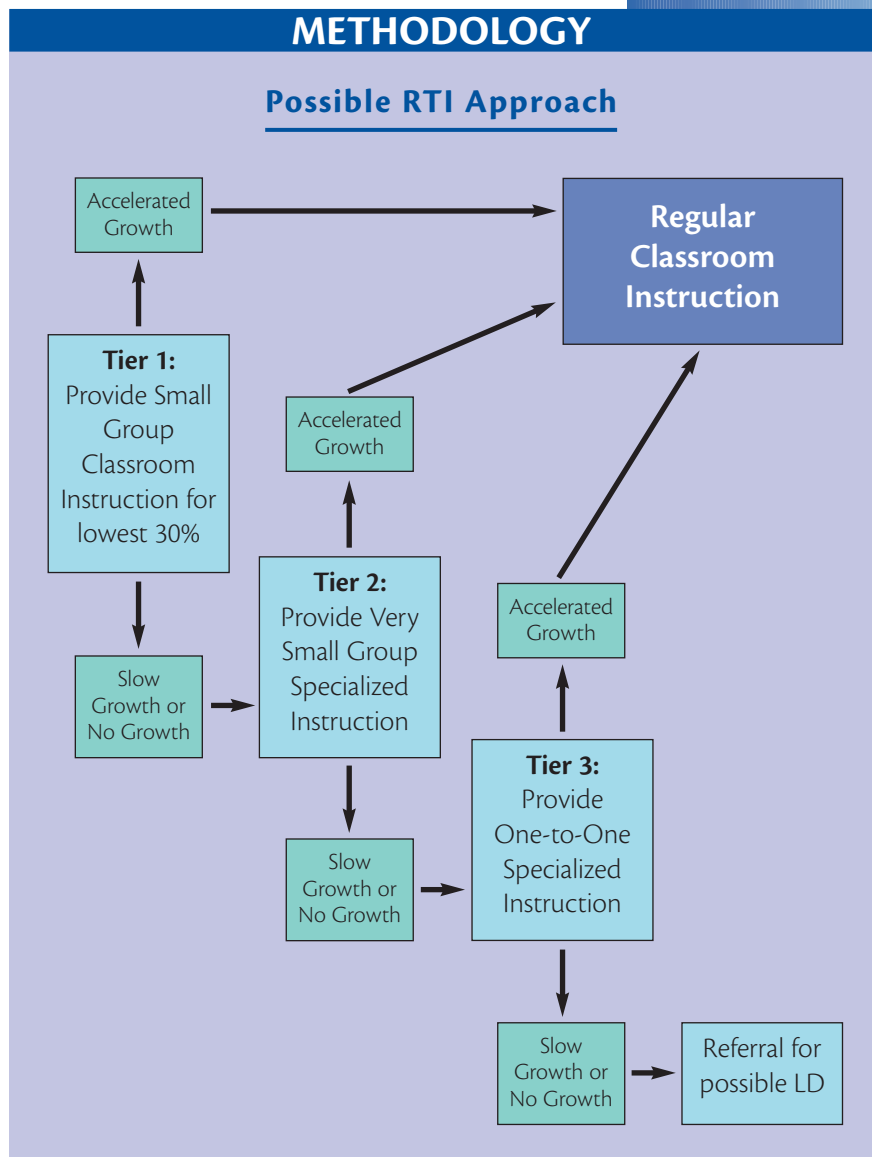 METHODOLOGY
Possible RTI Approach
Accelerated
Growth
Regular
Classroom
Instruction
Tier 1:
Provide Small
Group
Classroom
Instruction for
lowest 30%
Accelerated
Growth
Slow
Growth or
No Growth
Tier 2:
Provide Very
Small Group
Specialized
Instruction
Accelerated
Growth
Slow
Growth or
No Growth
Tier 3:
Provide
One-to-One
Specialized
Instruction
Slow
Growth or
No Growth
Referral for
possible LD